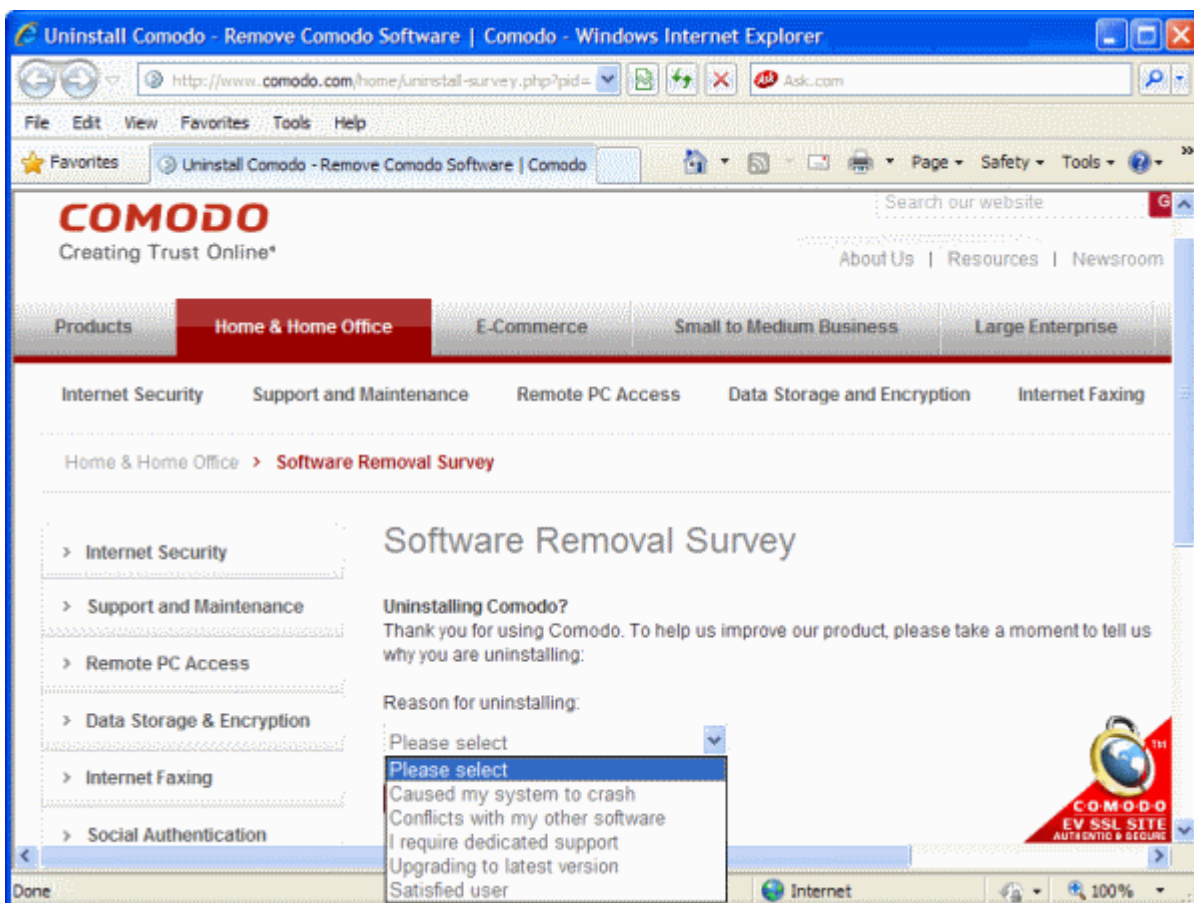 Uninstall Comodo - Remove Comodo Software | Comodo - Windows Internet Explorer
http://www.comodo.com/home/uninstall-survey.php?pid= Ask.com
File Edit View Favorites Tools Help
Favorites Uninstall Comodo - Remove Comodo Software | Comodo Page Safety Tools
COMODO
Creating Trust Online®
Search our website G
About Us | Resources | Newsroom
Products Home & Home Office E-Commerce Small to Medium Business Large Enterprise
Internet Security Support and Maintenance Remote PC Access Data Storage and Encryption Internet Faxing
Home & Home Office > Software Removal Survey
> Internet Security
> Support and Maintenance
> Remote PC Access
> Data Storage & Encryption
> Internet Faxing
> Social Authentication
Software Removal Survey
Uninstalling Comodo?
Thank you for using Comodo. To help us improve our product, please take a moment to tell us
why you are uninstalling:
Reason for uninstalling:
Please select
Please select
Caused my system to crash
Conflicts with my other software
I require dedicated support
Upgrading to latest version
Satisfied user
TM
C·O·M·O·D·O
EV SSL SITE
AUTHENTIC & SECURE
Done Internet 100%